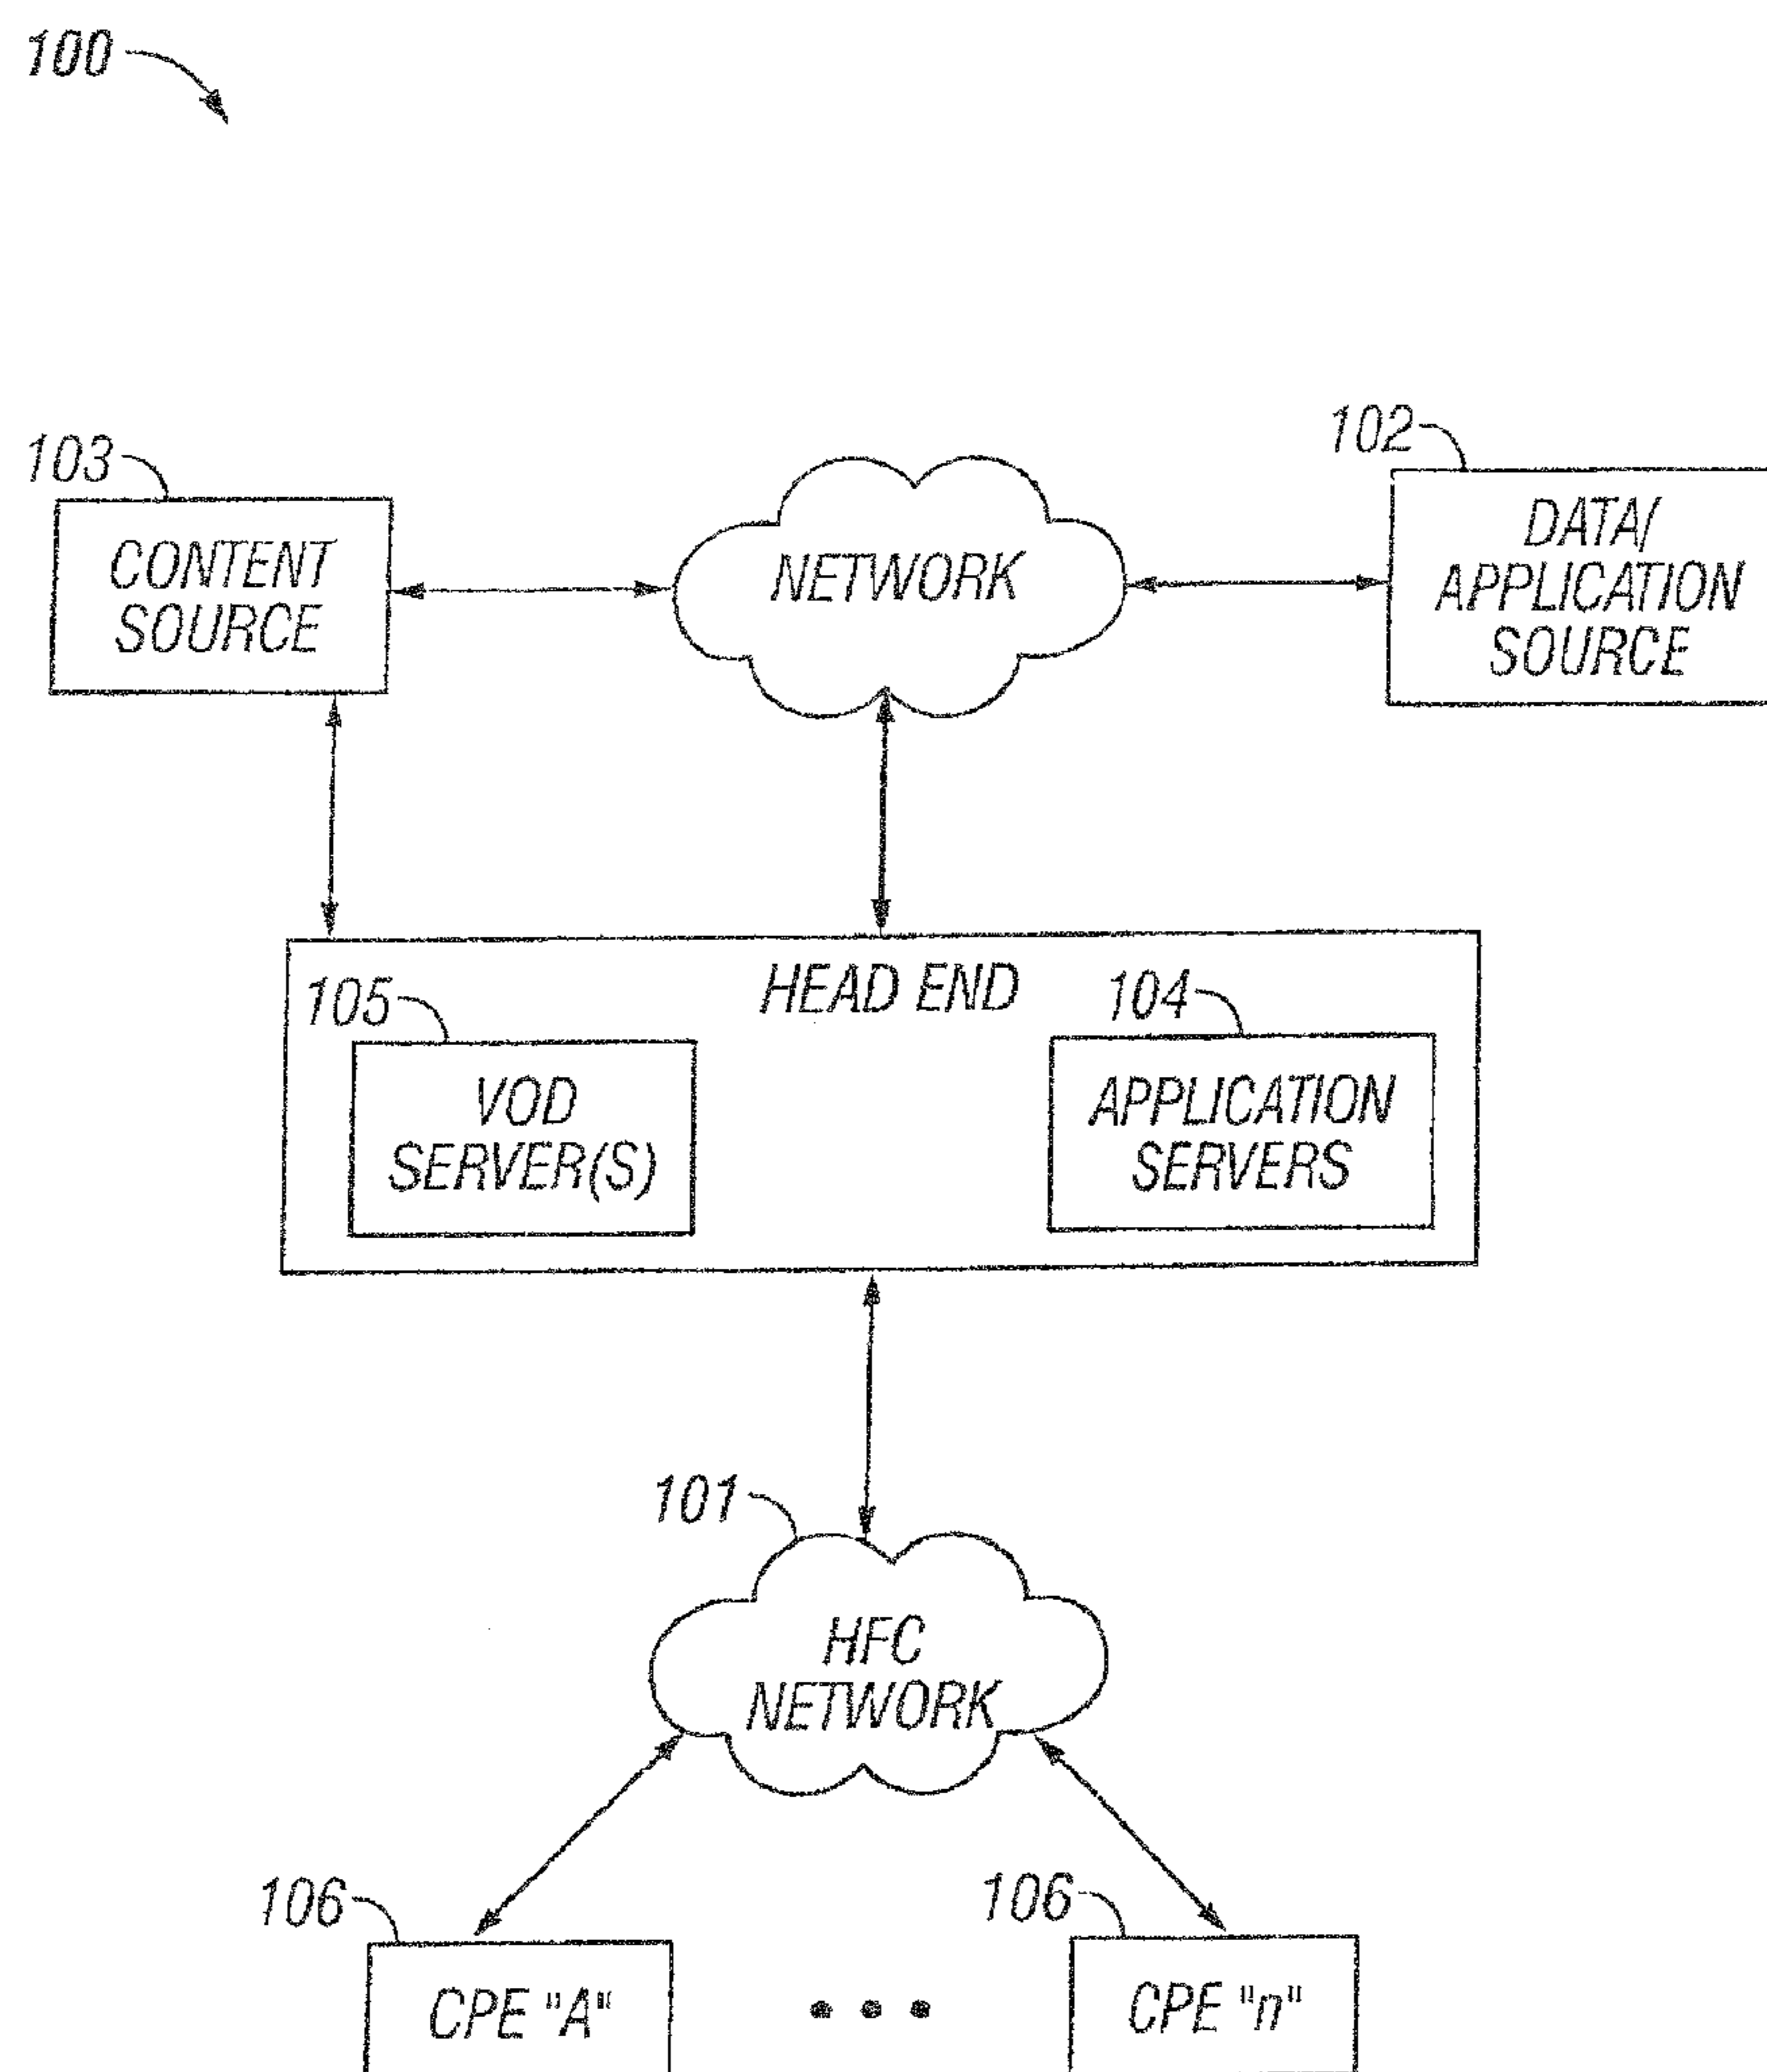 100
103
102
CONTENT
SOURCE
NETWORK
DATA/
APPLICATION
SOURCE
HEAD END
105
104
VOD
SERVER(S)
APPLICATION
SERVERS
101
HFC
NETWORK
106
106
CPE "A"
• • •
CPE "n"